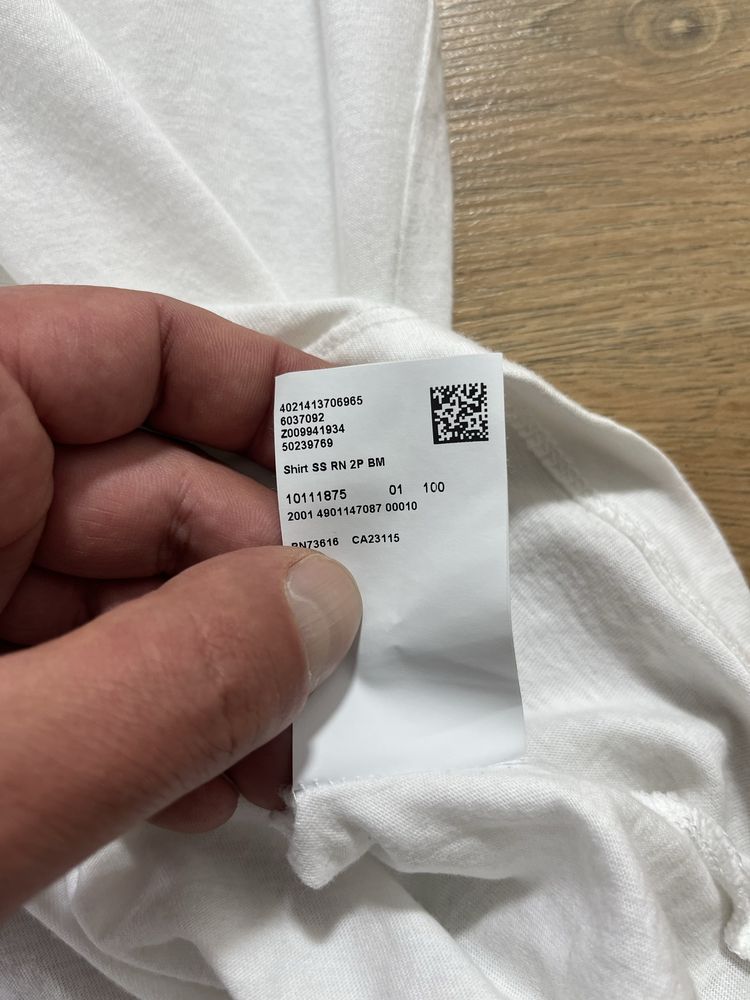 4021413706965
6037092
Z009941934
50239769
Shirt SS RN 2P BM
10111875 01 100
2001 4901147087 00010
RN73616 CA23115